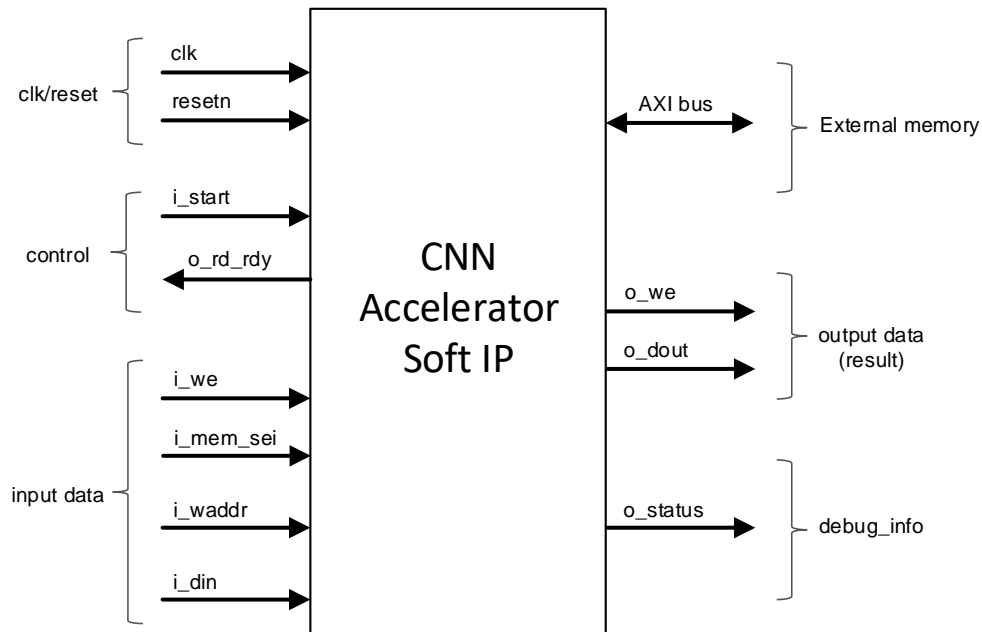 clk
resetn
clk/reset
i_start
o_rd_rdy
control
i_we
i_mem_sei
i_waddr
i_din
input data
CNN
Accelerator
Soft IP
AXI bus
External memory
o_we
o_dout
output data
(result)
o_status
debug_info